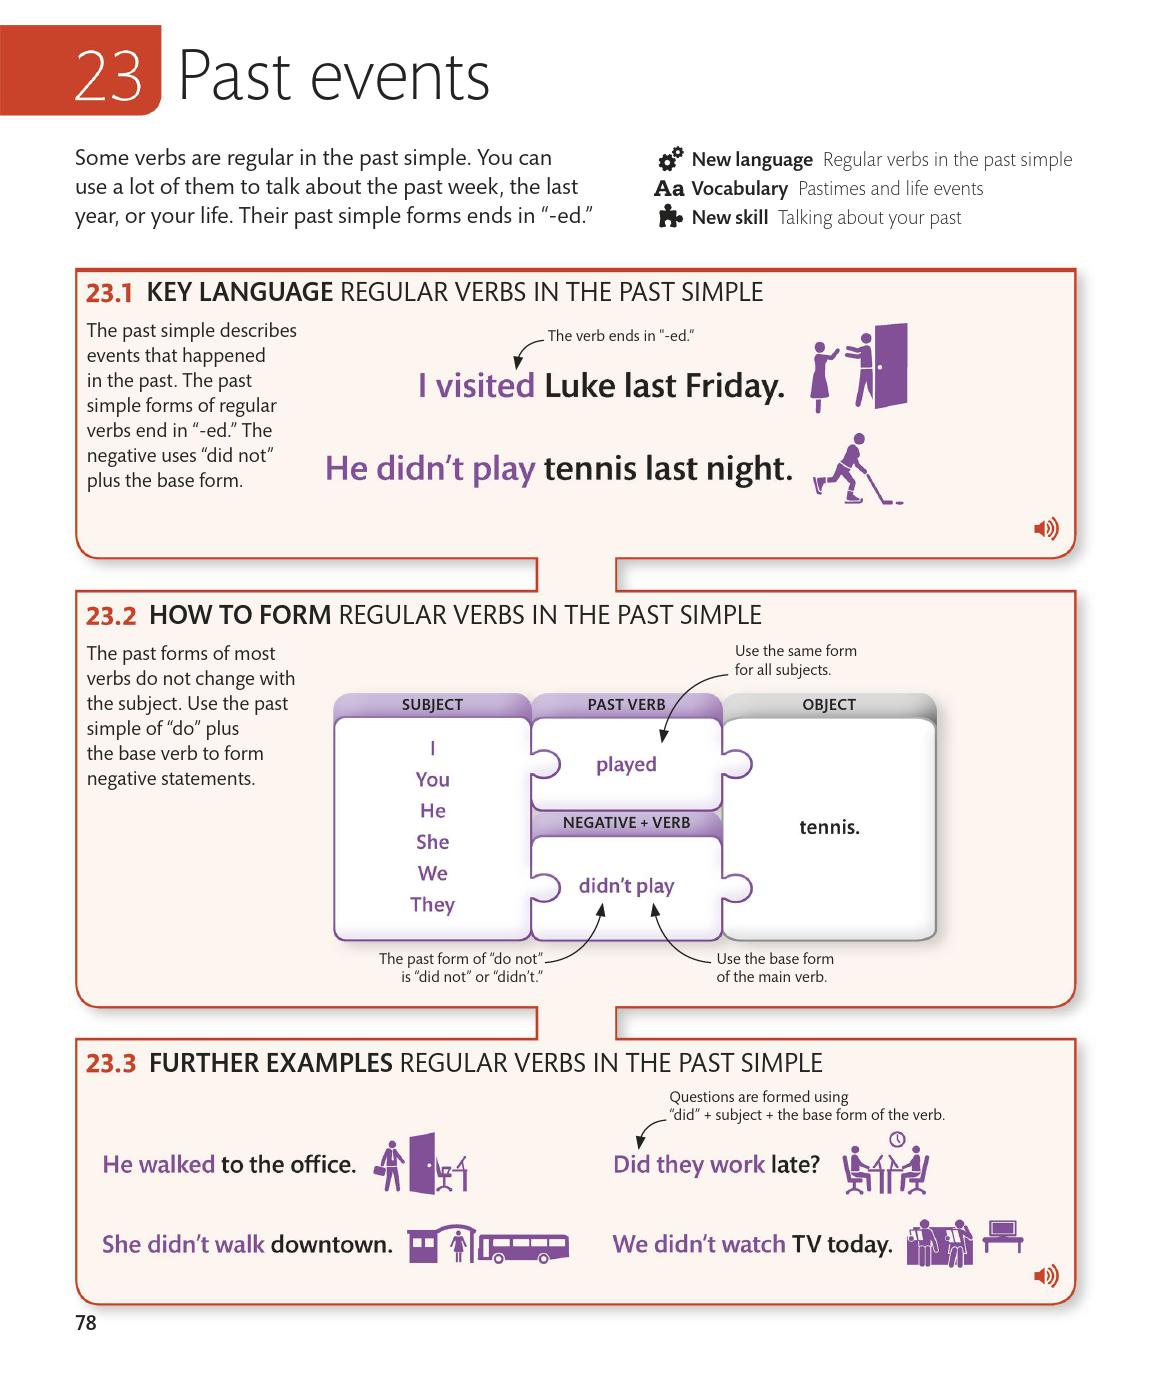 23 Past events
Some verbs are regular in the past simple. You can
use a lot of them to talk about the past week, the last
year, or your life. Their past simple forms ends in “-ed.”
New language Regular verbs in the past simple
Aa Vocabulary Pastimes and life events
New skill Talking about your past
23.1 KEY LANGUAGE REGULAR VERBS IN THE PAST SIMPLE
The past simple describes
events that happened
in the past. The past
simple forms of regular
verbs end in “-ed.” The
negative uses “did not”
plus the base form.
The verb ends in "-ed.”
I visited Luke last Friday.
He didn’t play tennis last night.
23.2 HOW TO FORM REGULAR VERBS IN THE PAST SIMPLE
The past forms of most
verbs do not change with
the subject. Use the past
simple of “do” plus
the base verb to form
negative statements.
Use the same form
for all subjects.
SUBJECT
I
You
He
She
We
They
PAST VERB
played
NEGATIVE + VERB
didn’t play
OBJECT
tennis.
The past form of “do not”
is “did not” or “didn’t.”
Use the base form
of the main verb.
23.3 FURTHER EXAMPLES REGULAR VERBS IN THE PAST SIMPLE
He walked to the office.
She didn’t walk downtown.
Questions are formed using
“did” + subject + the base form of the verb.
Did they work late?
We didn’t watch TV today.
78